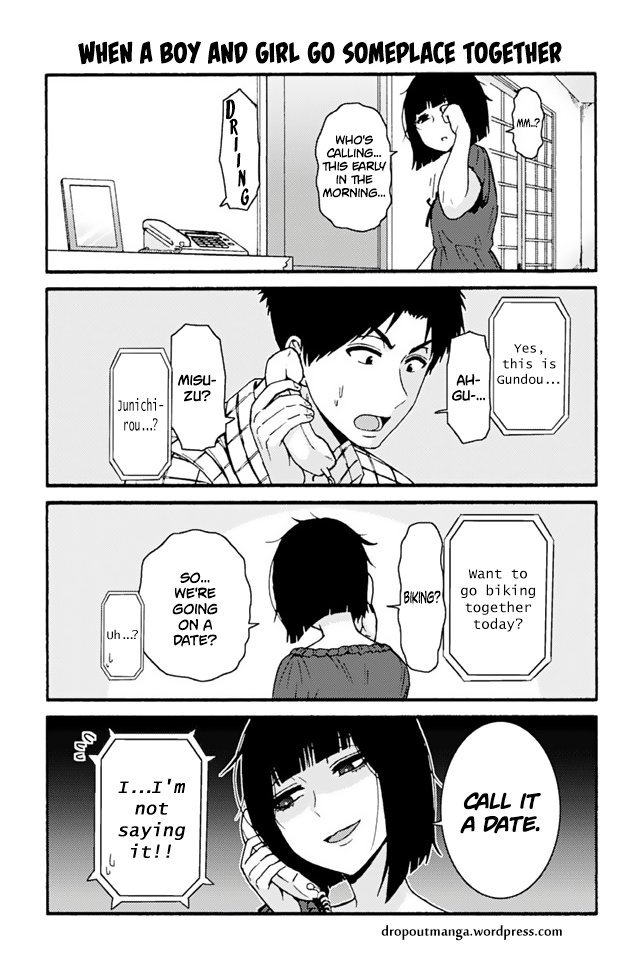 WHEN A BOY AND GIRL GO SOMEPLACE TOGETHER
MM..?
WHO'S
CALLING...
THIS EARLY
IN THE
MORNING...
DRIING
Yes,
this is
Gundou...
AH-
GU-...
MISU-
ZU?
Junichi-
rou...?
Want to
go biking
together
today?
BIKING?
SO...
WE'RE
GOING
ON A
DATE?
Uh...?
CALL IT
A DATE.
I...I'm
not
saying
it!!
dropoutmanga.wordpress.com